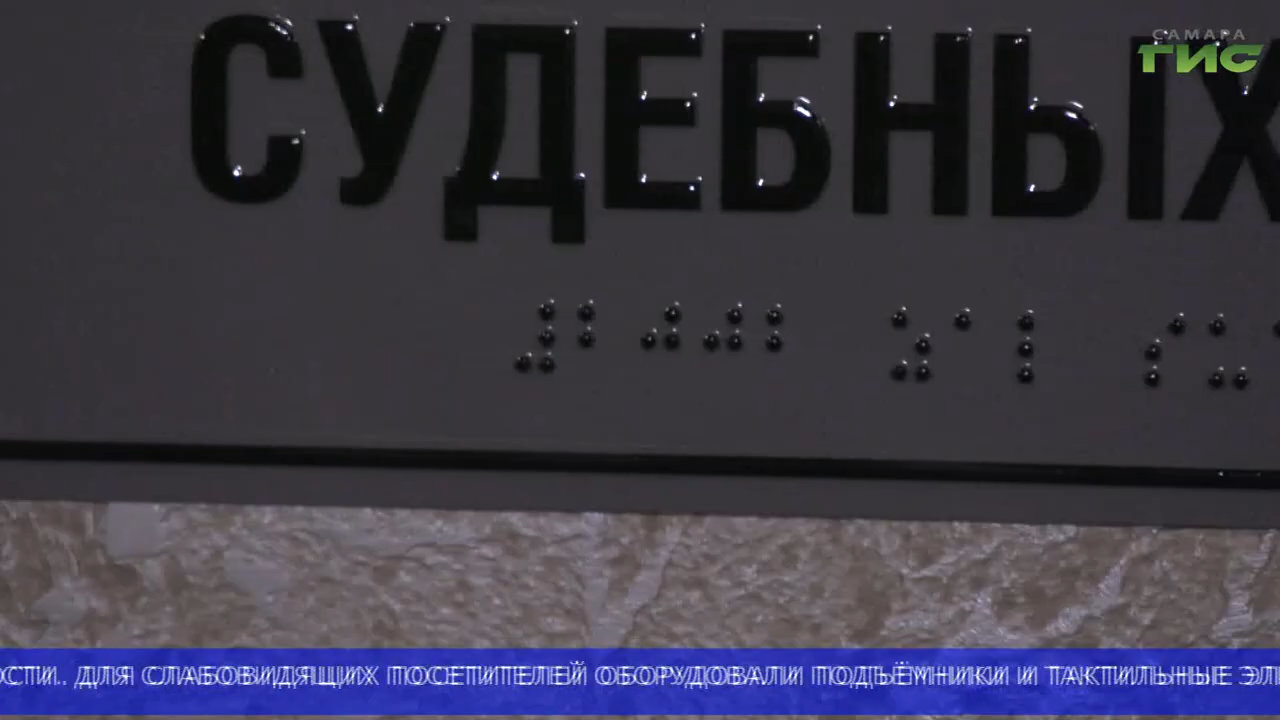 САМАРА
ГИС
СУДЕБНЫХ
ДЛЯ СЛАБОВИДЯЩИХ ПОСЕТИТЕЛЕЙ ОБОРУДОВАЛИ ПОДЪЁМНИКИ И ТАКТИЛЬНЫЕ